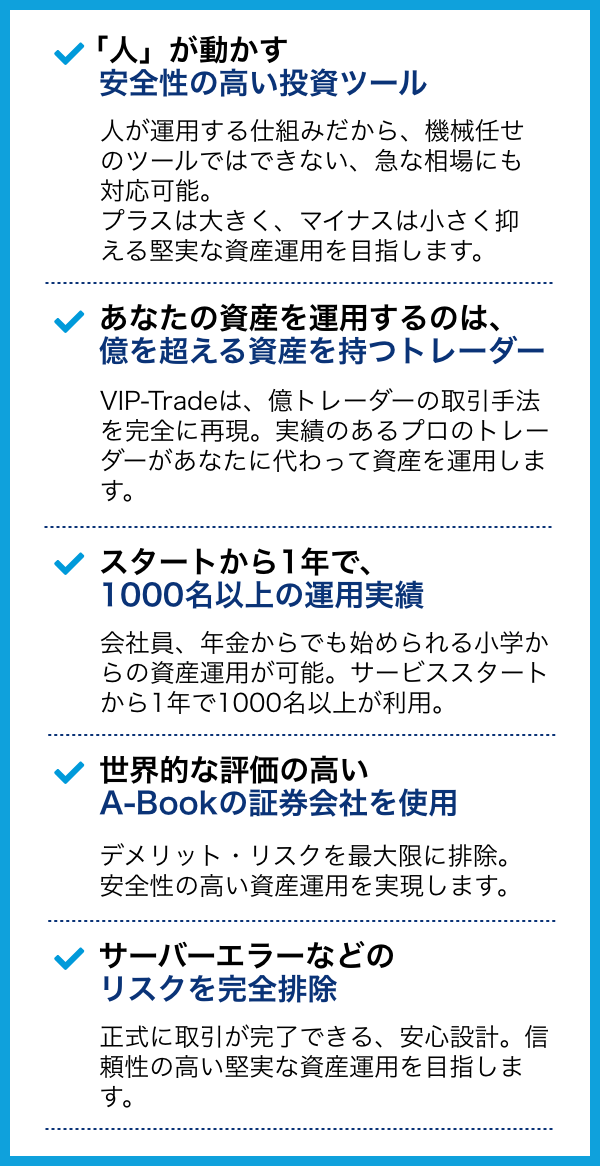 「人」が動かす
安全性の高い投資ツール
人が運用する仕組みだから、機械任せ
のツールではできない、急な相場にも
対応可能。
プラスは大きく、マイナスは小さく抑
える堅実な資産運用を目指します。
あなたの資産を運用するのは、
億を超える資産を持つトレーダー
VIP-Tradeは、億トレーダーの取引手法
を完全に再現。実績のあるプロのトレー
ダーがあなたに代わって資産を運用しま
す。
スタートから1年で、
1000名以上の運用実績
会社員、年金からでも始められる小学か
らの資産運用が可能。サービススタート
から1年で1000名以上が利用。
世界的な評価の高い
A-Bookの証券会社を使用
デメリット・リスクを最大限に排除。
安全性の高い資産運用を実現します。
サーバーエラーなどの
リスクを完全排除
正式に取引が完了できる、安心設計。信
頼性の高い堅実な資産運用を目指しま
す。